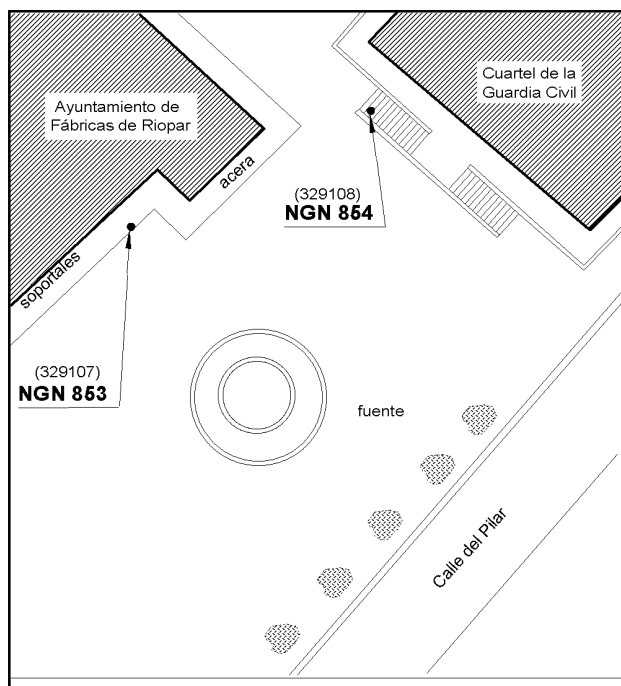 Ayuntamiento de
Fábricas de Riopar
Cuartel de la
Guardia Civil
acera
(329108)
NGN 854
soportales
(329107)
NGN 853
fuente
Calle del Pilar